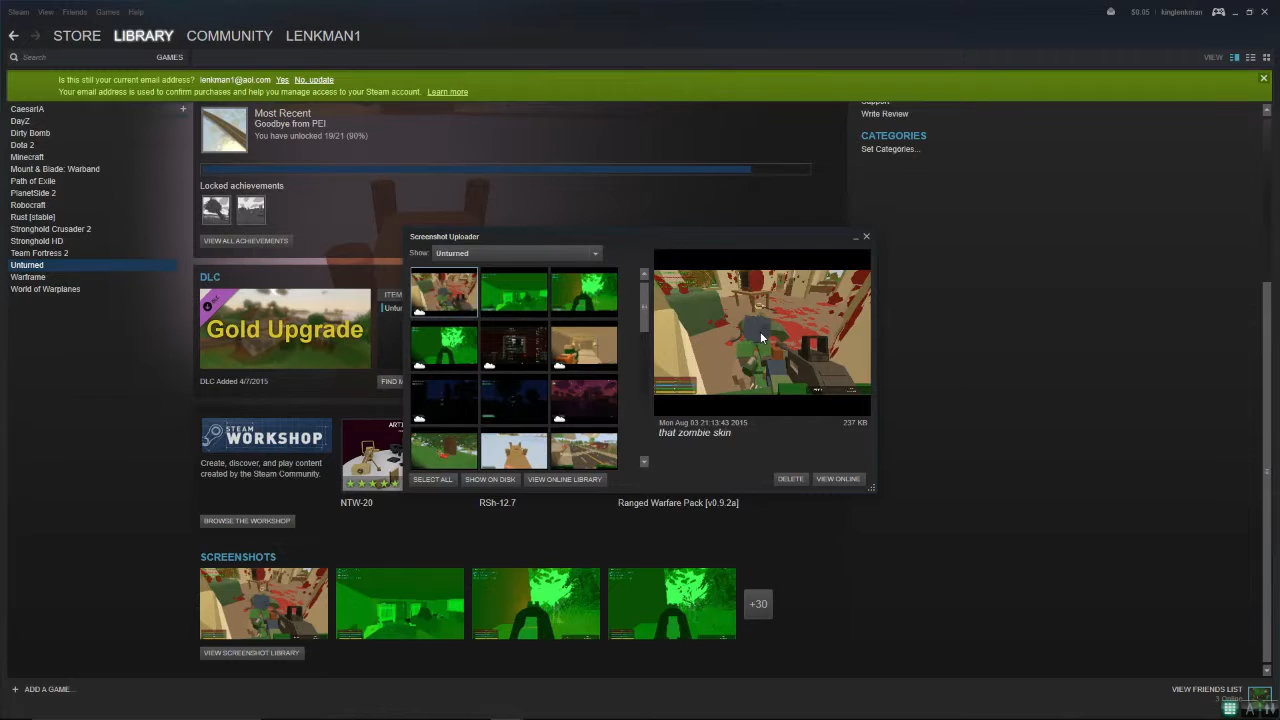 Steam View Friends Games Help
$0.05 kinglenkman
STORE LIBRARY COMMUNITY LENKMAN1
Search GAMES VIEW
Is this still your current email address? lenkman1@aol.com Yes No, update
Your email address is used to confirm purchases and help you manage access to your Steam account. Learn more
CaesarIA
DayZ
Dirty Bomb
Dota 2
Minecraft
Mount & Blade: Warband
Path of Exile
PlanetSide 2
Robocraft
Rust [stable]
Stronghold Crusader 2
Stronghold HD
Team Fortress 2
Unturned
Warframe
World of Warplanes
Most Recent
Goodbye from PEI
You have unlocked 19/21 (90%)
Locked achievements
VIEW ALL ACHIEVEMENTS
Support
Write Review
CATEGORIES
Set Categories...
DLC
ITEM
Gold Upgrade
DLC Added 4/7/2015
FIND M
Screenshot Uploader
Show: Unturned
Mon Aug 03 21:13:43 2015 237 KB
that zombie skin
SELECT ALL SHOW ON DISK VIEW ONLINE LIBRARY DELETE VIEW ONLINE
STEAM
WORKSHOP
Create, discover, and play content
created by the Steam Community.
BROWSE THE WORKSHOP
NTW-20 RSh-12.7 Ranged Warfare Pack [v0.9.2a]
SCREENSHOTS
+30
VIEW SCREENSHOT LIBRARY
+ ADD A GAME...
VIEW FRIENDS LIST
3 Online